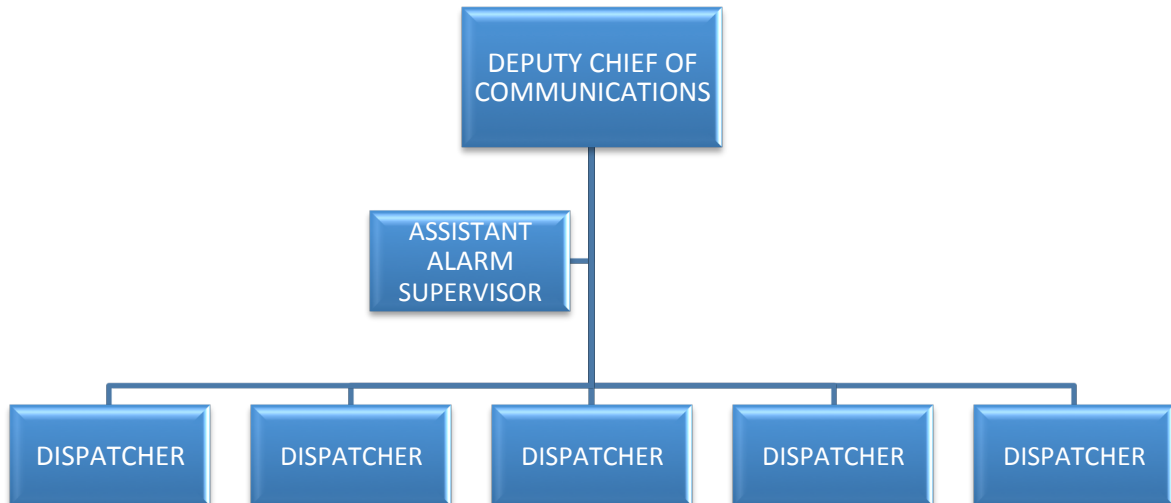 DEPUTY CHIEF OF
COMMUNICATIONS
ASSISTANT
ALARM
SUPERVISOR
DISPATCHER
DISPATCHER
DISPATCHER
DISPATCHER
DISPATCHER